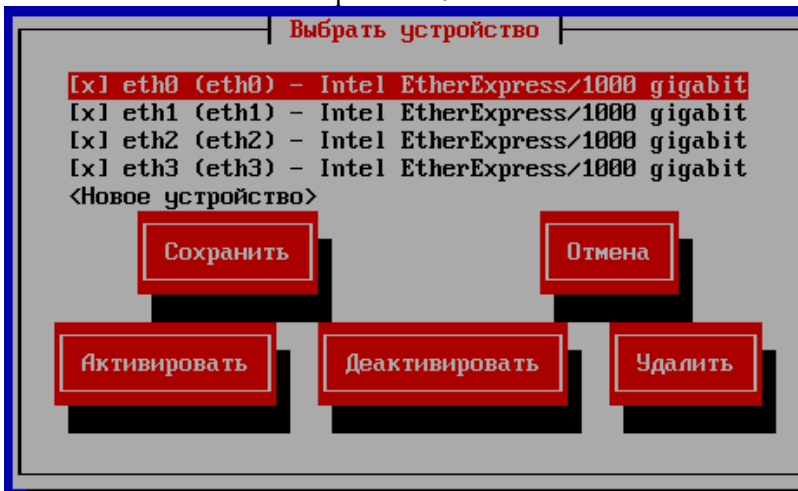 Выбрать устройство
[x] eth0 (eth0) - Intel EtherExpress/1000 gigabit
[x] eth1 (eth1) - Intel EtherExpress/1000 gigabit
[x] eth2 (eth2) - Intel EtherExpress/1000 gigabit
[x] eth3 (eth3) - Intel EtherExpress/1000 gigabit
<Новое устройство>
Сохранить Отмена
Активировать Деактивировать Удалить